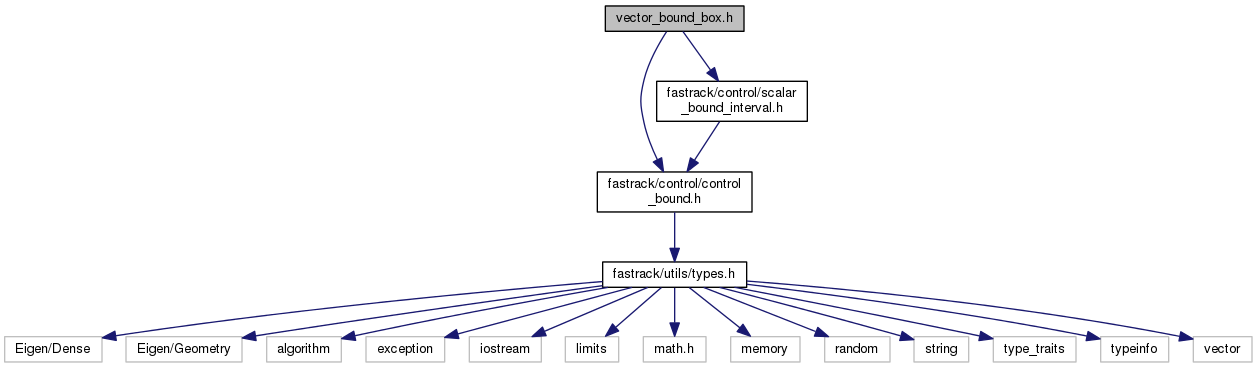 vector_bound_box.h
fastrack/control/scalar
_bound_interval.h
fastrack/control/control
_bound.h
fastrack/utils/types.h
Eigen/Dense
Eigen/Geometry
algorithm
exception
iostream
limits
math.h
memory
random
string
type_traits
typeinfo
vector